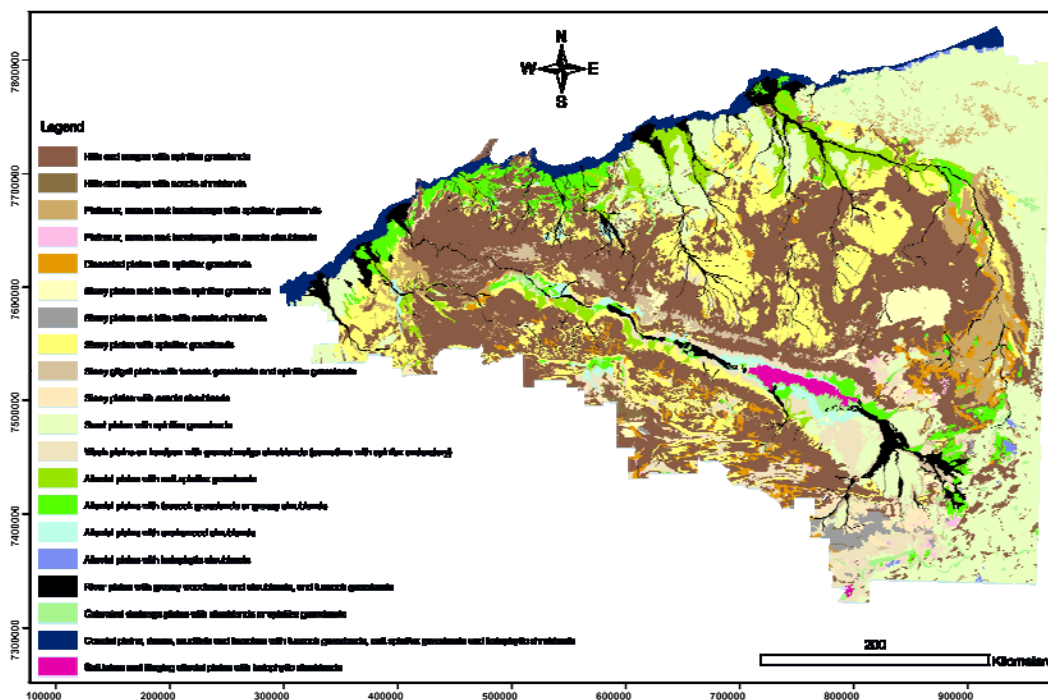 N
W E
S
7800000
7700000
7600000
7500000
7400000
7300000
Legend
Hills and ranges with spinifex grasslands
Hills and ranges with acacia shrublands
Plateaux, mesas and breakaways with spinifex grasslands
Plateaux, mesas and breakaways with acacia shrublands
Dissected plains with spinifex grasslands
Stony plains and hills with spinifex grasslands
Stony plains and hills with acacia shrublands
Stony plains with spinifex grasslands
Stony gilgai plains with tussock grasslands and spinifex grasslands
Stony plains with acacia shrublands
Sand plains with spinifex grasslands
Wash plains on hardpan with groved mulga shrublands (sometimes with spinifex understorey)
Alluvial plains with soft spinifex grasslands
Alluvial plains with tussock grasslands or grassy shrublands
Alluvial plains with snakewood shrublands
Alluvial plains with halophytic shrublands
River plains with grassy woodlands and shrublands, and tussock grasslands
Calcreted drainage plains with shrublands or spinifex grasslands
Coastal plains, dunes, mudflats and beaches with tussock grasslands, soft spinifex grasslands and halophytic shrublands
Salt lakes and fringing alluvial plains with halophytic shrublands
200
Kilometers
100000 200000 300000 400000 500000 600000 700000 800000 900000